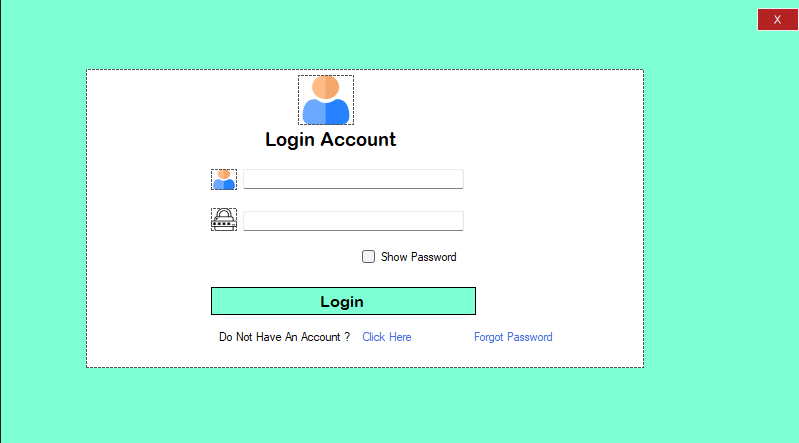 X
Login Account
Show Password
Login
Do Not Have An Account ? Click Here Forgot Password